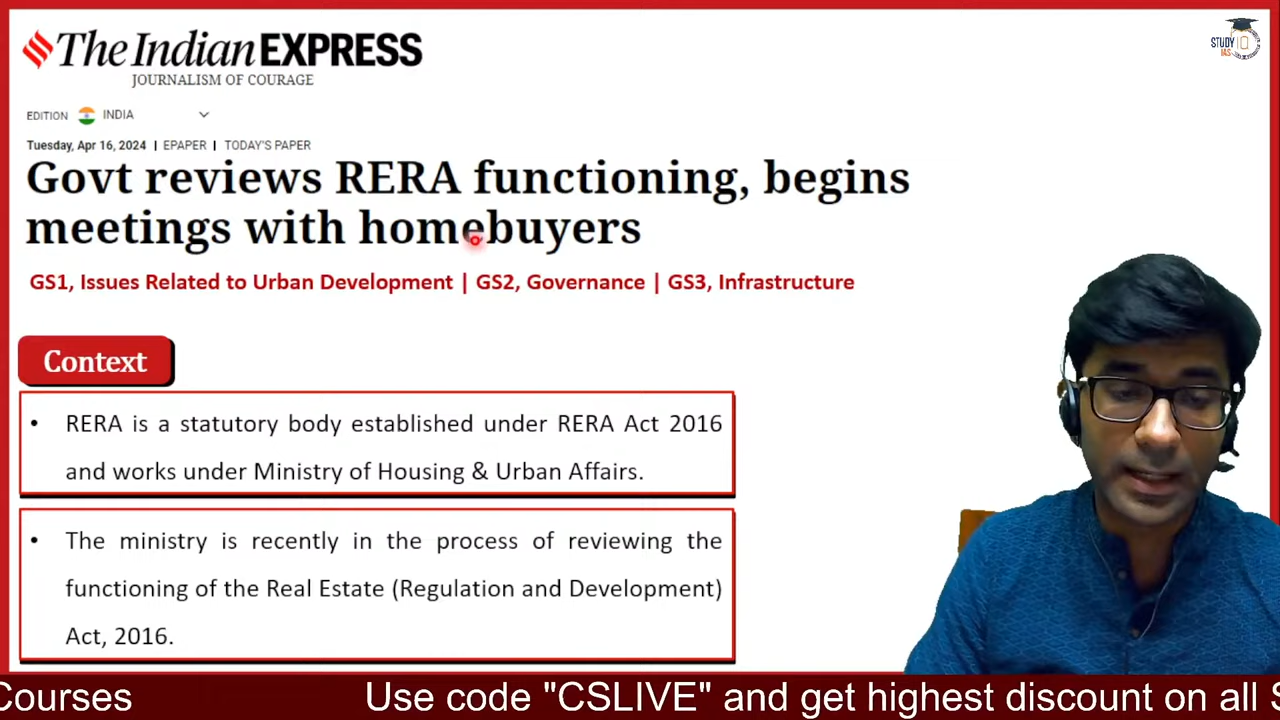 The Indian EXPRESS
JOURNALISM OF COURAGE
STUDY IQ
IAS
EDITION INDIA
Tuesday, Apr 16, 2024 | EPAPER | TODAY'S PAPER
Govt reviews RERA functioning, begins
meetings with homebuyers
GS1, Issues Related to Urban Development | GS2, Governance | GS3, Infrastructure
Context
• RERA is a statutory body established under RERA Act 2016
and works under Ministry of Housing & Urban Affairs.
• The ministry is recently in the process of reviewing the
functioning of the Real Estate (Regulation and Development)
Act, 2016.
Courses Use code "CSLIVE" and get highest discount on all S